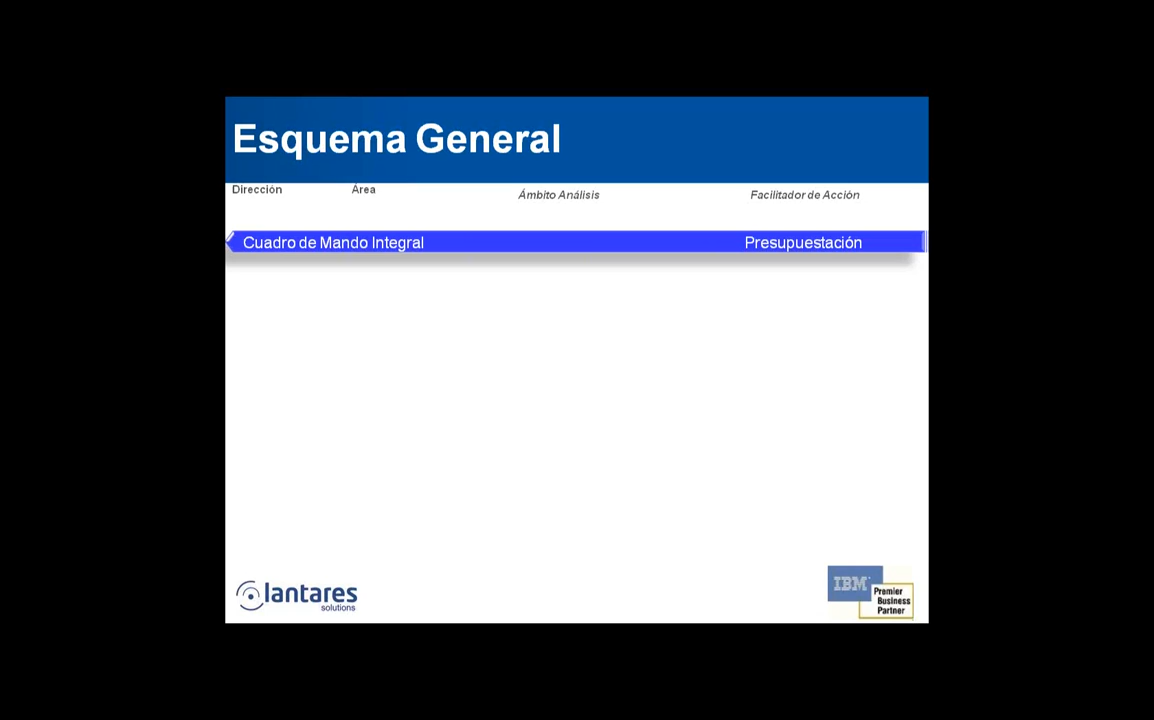 Esquema General
Dirección Área Ámbito Análisis Facilitador de Acción
Cuadro de Mando Integral Presupuestación
lantares
solutions
IBM
Premier
Business
Partner